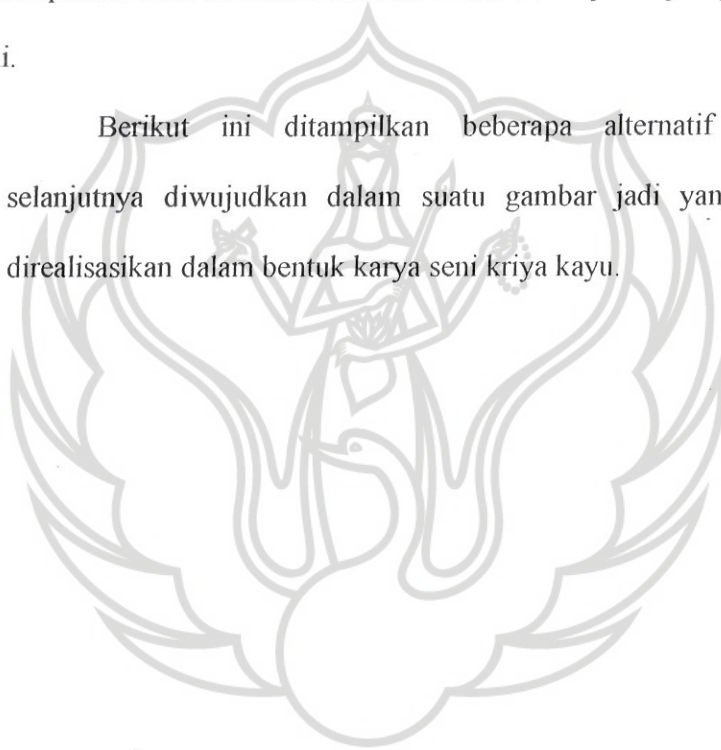 i.
Berikut ini ditampilkan beberapa alternatif
selanjutnya diwujudkan dalam suatu gambar jadi yan
direalisasikan dalam bentuk karya seni kriya kayu.